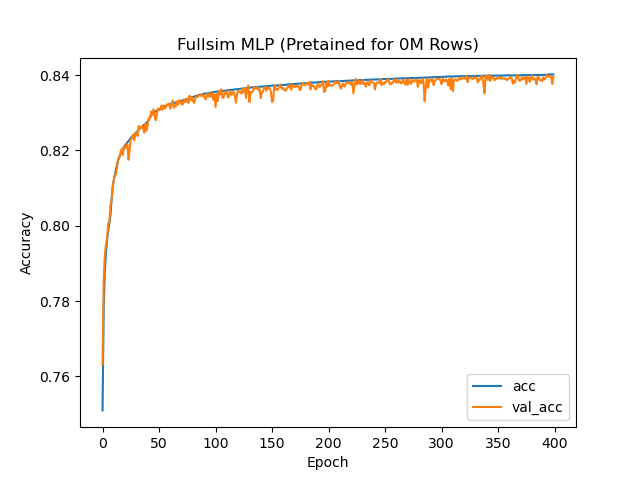 Fullsim MLP (Pretained for 0M Rows)
0.84
0.82
0.80
0.78
0.76
Accuracy
acc
val_acc
0 50 100 150 200 250 300 350 400
Epoch